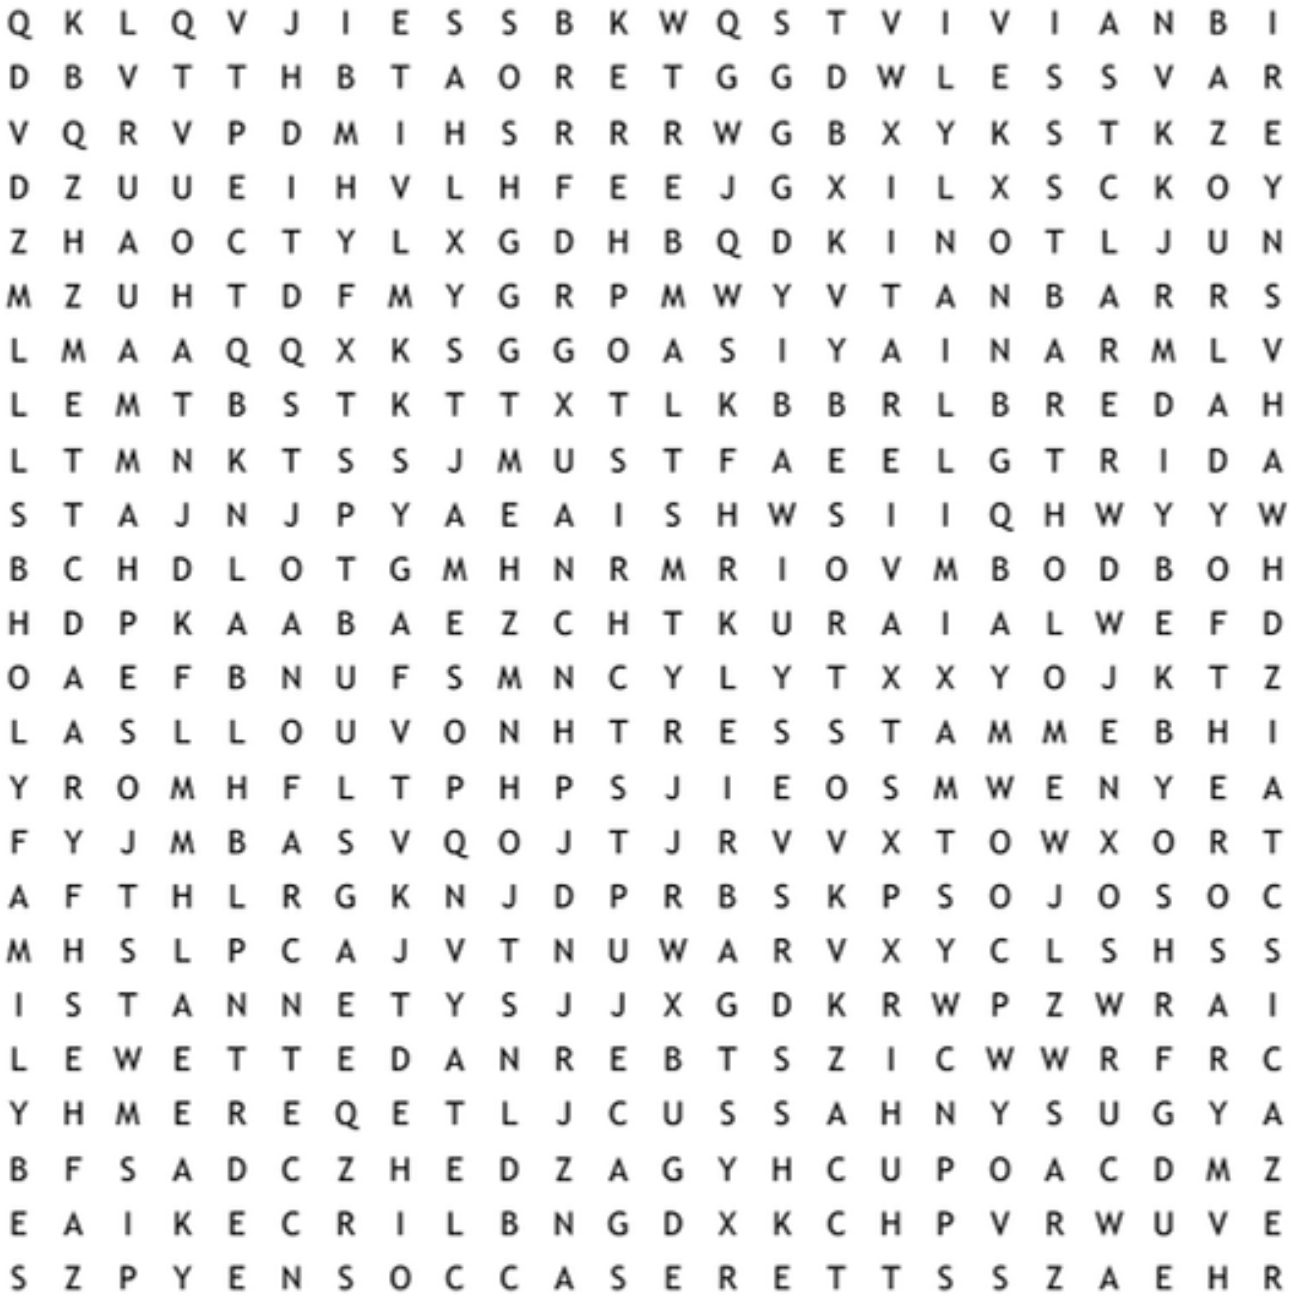 Q K L Q V J I E S S B K W Q S T V I V I A N B I
D B V T T H B T A O R E T G G D W L E S S V A R
V Q R V P D M I H S R R R W G B X Y K S T K Z E
D Z U U E I H V L H F E E J G X I L X S C K O Y
Z H A O C T Y L X G D H B Q D K I N O T L J U N
M Z U H T D F M Y G R P M W Y V T A N B A R R S
L M A A Q Q X K S G G O A S I Y A I N A R M L V
L E M T B S T K T T X T L K B B R L B R E D A H
L T M N K T S S J M U S T F A E E L G T R I D A
S T A J N J P Y A E A I S H W S I I Q H W Y Y W
B C H D L O T G M H N R M R I O V M B O D B O H
H D P K A A B A E Z C H T K U R A I A L W E F D
O A E F B N U F S M N C Y L Y T X X Y O J K T Z
L A S L L O U V O N H T R E S S T A M M E B H I
Y R O M H F L T P H P S J I E O S M W E N Y E A
F Y J M B A S V Q O J T J R V V X T O W X O R T
A F T H L R G K N J D P R B S K P S O J O S O C
M H S L P C A J V T N U W A R V X Y C L S H S S
I S T A N N E T Y S J J X G D K R W P Z W R A I
L E W E T T E D A N R E B T S Z I C W W R F R C
Y H M E R E Q E T L J C U S S A H N Y S U G Y A
B F S A D C Z H E D Z A G Y H C U P O A C D M Z
E A I K E C R I L B N G D X K C H P V R W U V E
S Z P Y E N S O C C A S E R E T T S S Z A E H R